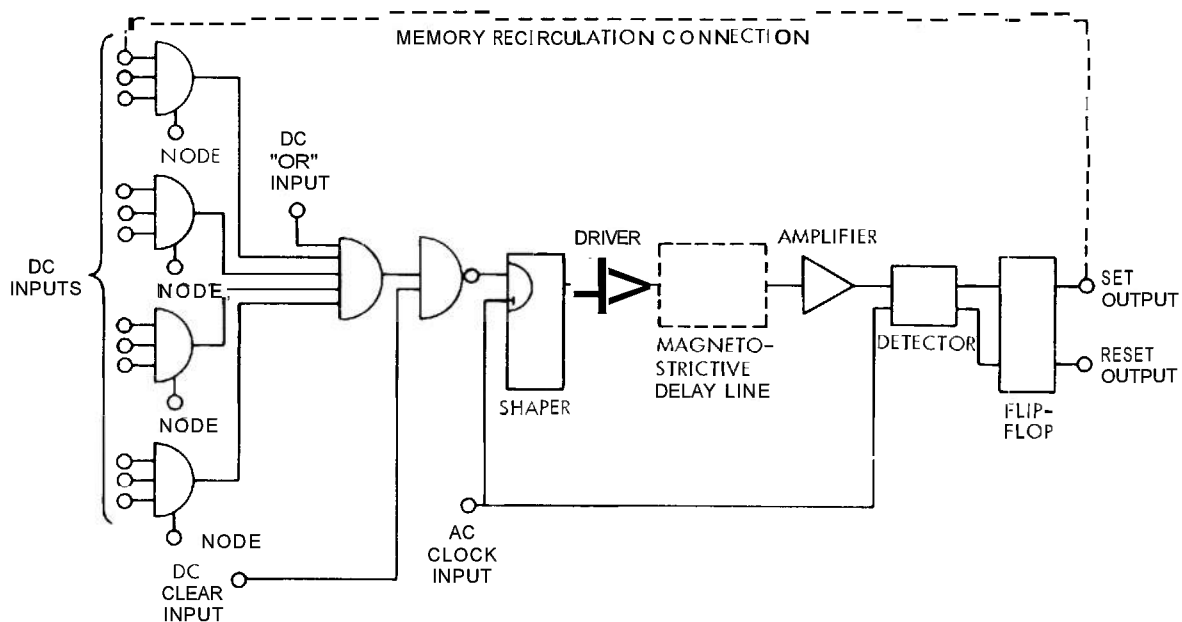 MEMORY RECIRCULATION CONNECTION
NODE
DC
"OR"
INPUT
DC
INPUTS
NODE,
DRIVER
MAGNETO-
STRICTIVE
DELAY LINE
AMPLIFIER
DETECTOR
SET
OUTPUT
RESET
OUTPUT
SHAPER
FLIP-
FLOP
NODE
NODE
AC
CLOCK
INPUT
DC
CLEAR
INPUT